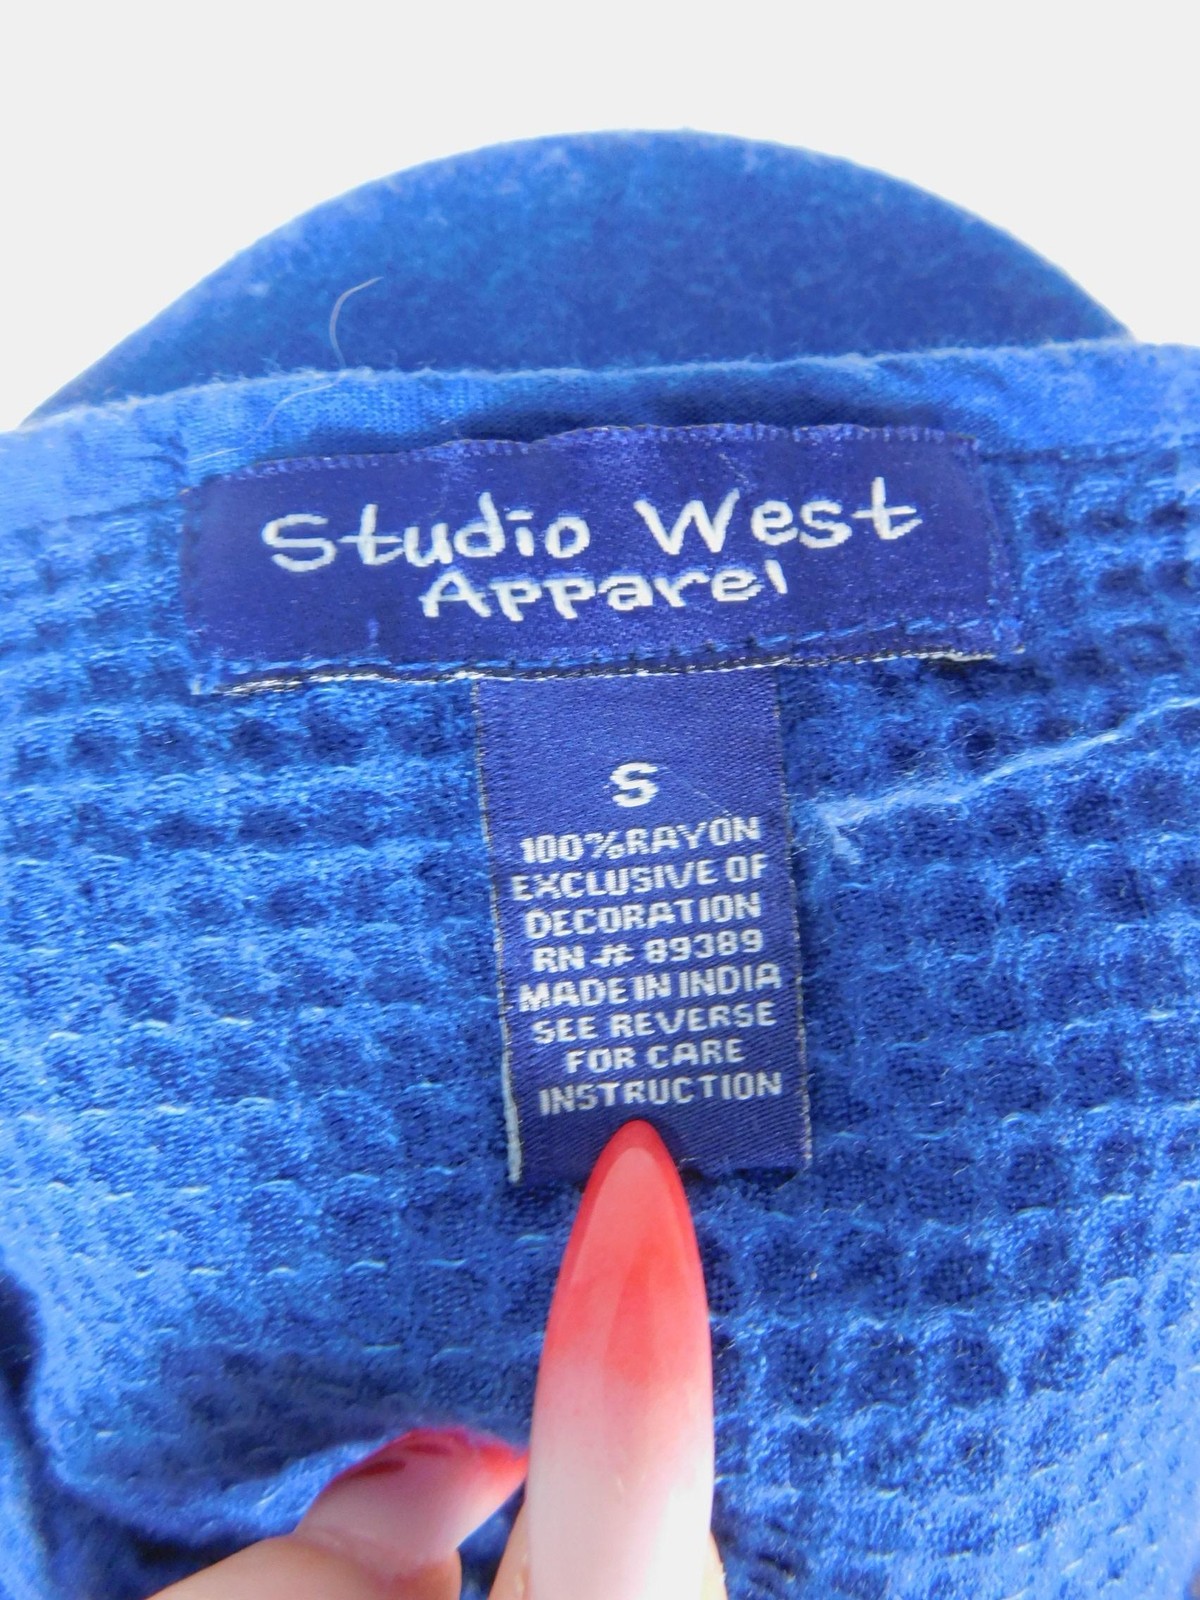 Studio West
Apparel
S
100%RAYON
EXCLUSIVE OF
DECORATION
RN # 89389
MADE IN INDIA
SEE REVERSE
FOR CARE
INSTRUCTION